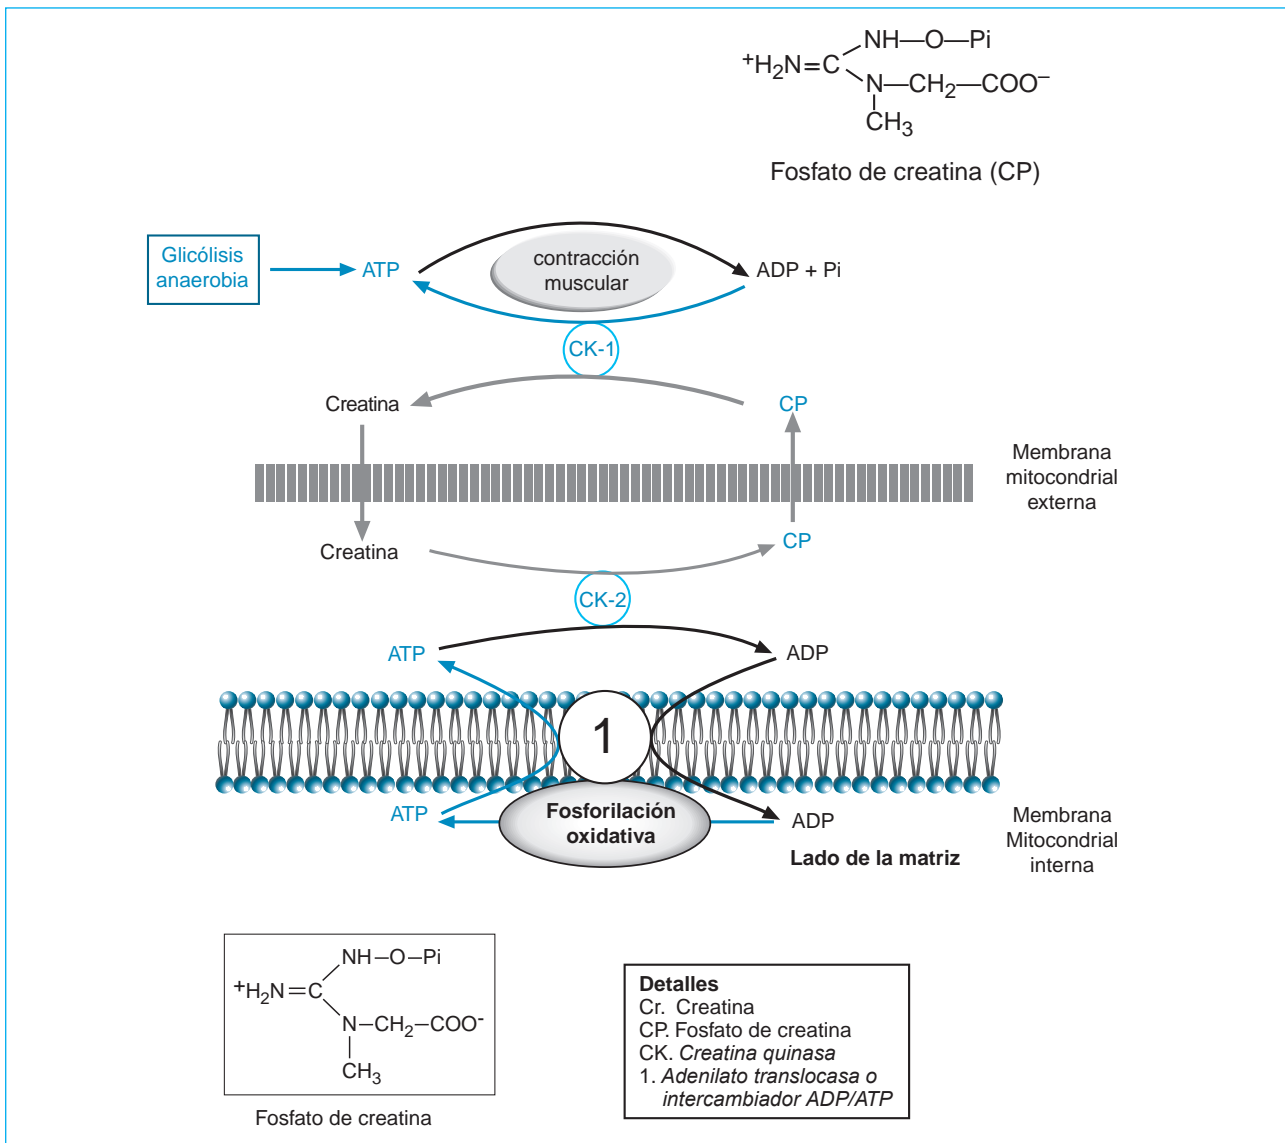 NH—O—Pi
⁺H₂N=C
N—CH₂—COO⁻
CH₃
Fosfato de creatina (CP)
Glicólisis
anaerobia
ATP
contracción
muscular
ADP + Pi
CK-1
Creatina
CP
Membrana
mitocondrial
externa
Creatina
CP
CK-2
ATP
ADP
1
ATP
Fosforilación
oxidativa
ADP
Lado de la matriz
Membrana
Mitocondrial
interna
NH—O—Pi
⁺H₂N=C
N—CH₂—COO⁻
CH₃
Fosfato de creatina
Detalles
Cr. Creatina
CP. Fosfato de creatina
CK. Creatina quinasa
1. Adenilato translocasa o
intercambiador ADP/ATP